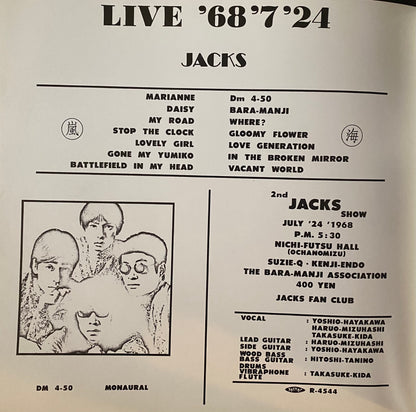 LIVE '68'7'24
JACKS
MARIANNE
DAISY
MY ROAD
STOP THE CLOCK
LOVELY GIRL
GONE MY YUMIKO
BATTLEFIELD IN MY HEAD
嵐
Dm 4-50
BARA-MANJI
WHERE?
GLOOMY FLOWER
LOVE GENERATION
IN THE BROKEN MIRROR
VACANT WORLD
海
2nd
JACKS
SHOW
JULY '24 '1968
P.M. 5:30
NICHI-FUTSU HALL
(OCHANOMIZU)
SUZIE-Q · KENJI-ENDO
THE BARA-MANJI ASSOCIATION
400 YEN
JACKS FAN CLUB
VOCAL : YOSHIO-HAYAKAWA
HARUO-MIZUHASHI
TAKASUKE-KIDA
LEAD GUITAR : HARUO-MIZUHASHI
SIDE GUITAR : YOSHIO-HAYAKAWA
WOOD BASS
BASS GUITAR : HITOSHI-TANINO
DRUMS
VIBRAPHONE
FLUTE : TAKASUKE-KIDA
DM 4-50 MONAURAL
R-4544